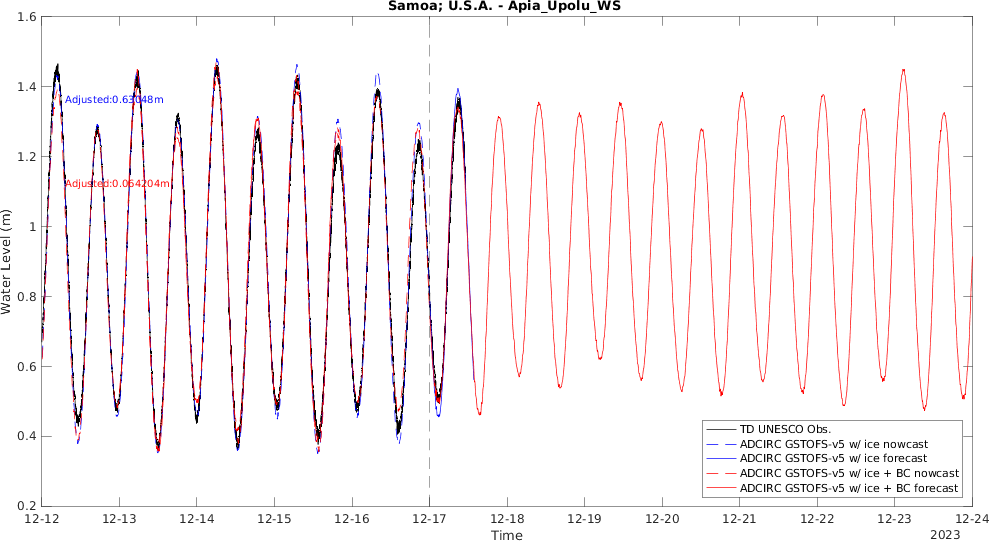 Samoa; U.S.A. - Apia_Upolu_WS
1.6
1.4
1.2
1
0.8
0.6
0.4
0.2
Water Level (m)
Adjusted:0.63048m
Adjusted:0.054204m
TD UNESCO Obs.
ADCIRC GSTOFS-v5 w/ ice nowcast
ADCIRC GSTOFS-v5 w/ ice forecast
ADCIRC GSTOFS-v5 w/ ice + BC nowcast
ADCIRC GSTOFS-v5 w/ ice + BC forecast
12-12 12-13 12-14 12-15 12-16 12-17 12-18 12-19 12-20 12-21 12-22 12-23 12-24
Time
2023